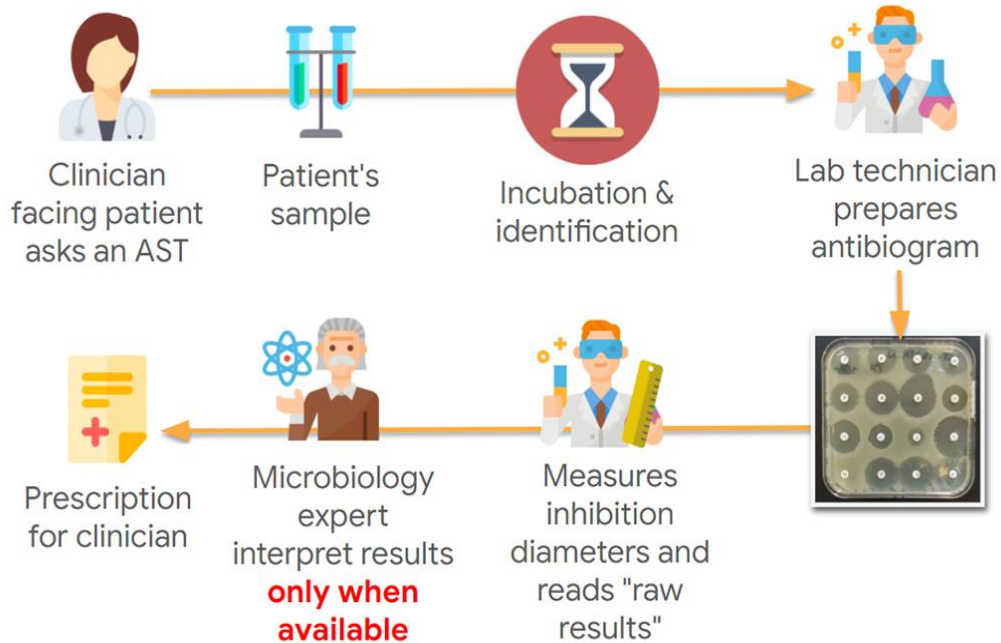 Clinician
facing patient
asks an AST
Patient's
sample
Incubation &
identification
Lab technician
prepares
antibiogram
Measures
inhibition
diameters and
reads "raw
results"
Microbiology
expert
interpret results
only when
available
Prescription
for clinician